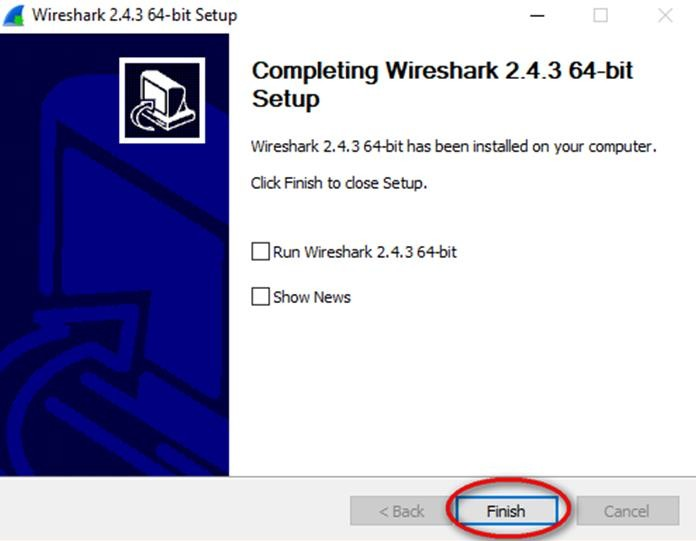 Wireshark 2.4.3 64-bit Setup
Completing Wireshark 2.4.3 64-bit
Setup
Wireshark 2.4.3 64-bit has been installed on your computer.
Click Finish to close Setup.
Run Wireshark 2.4.3 64-bit
Show News
< Back
Finish
Cancel